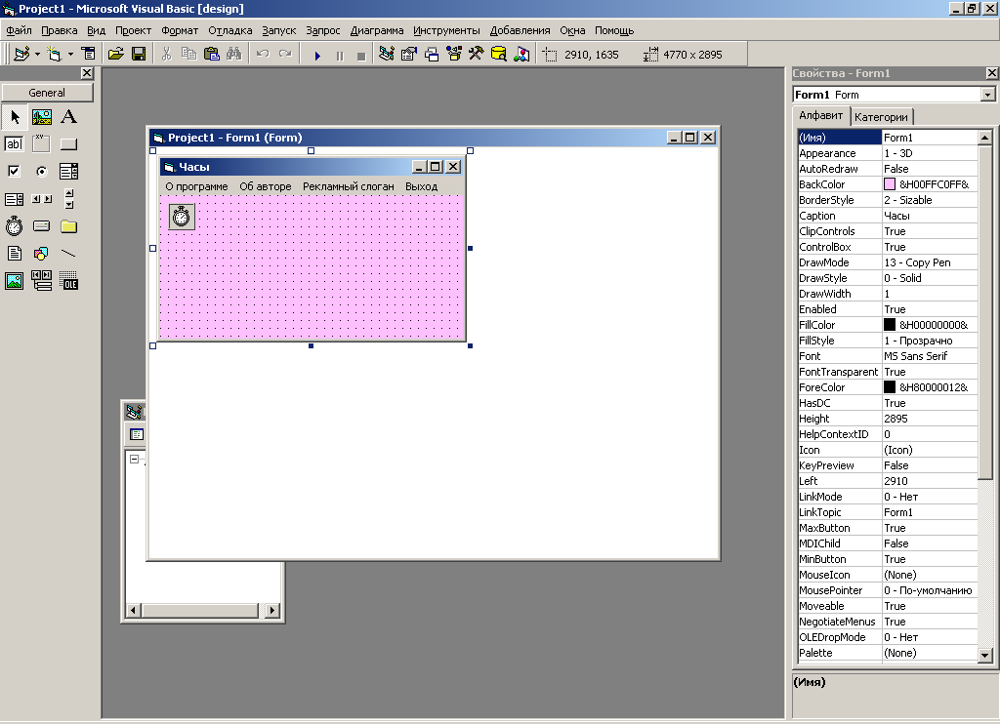 Project1 - Microsoft Visual Basic [design]
Файл Правка Вид Проект Формат Отладка Запуск Запрос Диаграмма Инструменты Добавления Окна Помощь
2910, 1635 4770 x 2895
General
A
ab|
xy
OLE
Project1 - Form1 (Form)
Часы
О программе Об авторе Рекламный слоган Выход
Свойства - Form1
Form1 Form
Алфавит Категории
(Имя) Form1
Appearance 1 - 3D
AutoRedraw False
BackColor &H00FFC0FF&
BorderStyle 2 - Sizable
Caption Часы
ClipControls True
ControlBox True
DrawMode 13 - Copy Pen
DrawStyle 0 - Solid
DrawWidth 1
Enabled True
FillColor &H00000000&
FillStyle 1 - Прозрачно
Font MS Sans Serif
FontTransparent True
ForeColor &H80000012&
HasDC True
Height 2895
HelpContextID 0
Icon (Icon)
KeyPreview False
Left 2910
LinkMode 0 - Нет
LinkTopic Form1
MaxButton True
MDIChild False
MinButton True
MouseIcon (None)
MousePointer 0 - По-умолчанию
Moveable True
NegotiateMenus True
OLEDropMode 0 - Нет
Palette (None)
(Имя)